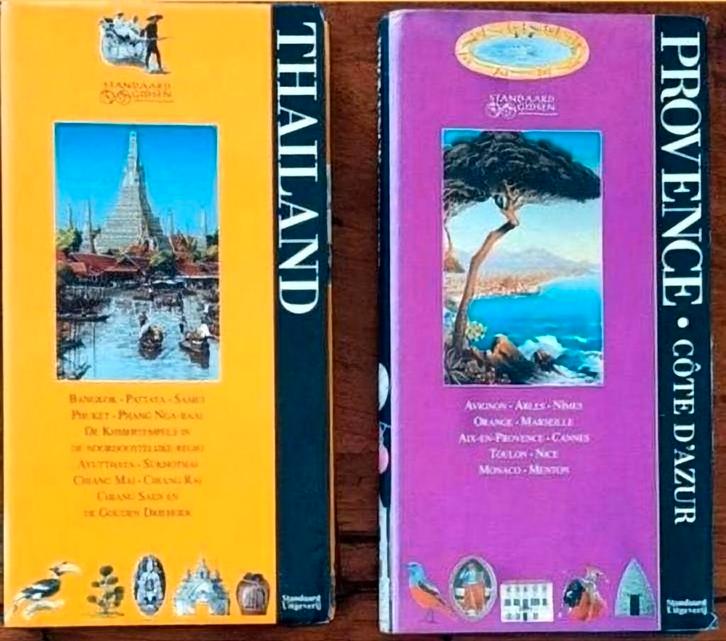 STANDAARD
GIDSEN
THAILAND
BANGKOK - PATTAYA - SAMUI
PHUKET - PHANG NGA-BAAI
DE KHMERTEMPELS IN
DE NOORDOOSTELIJKE REGIO
AYUTTHAYA - SUKHOTHAI
CHIANG MAI - CHIANG RAI
CHIANG SAEN EN
DE GOUDEN DRIEHOEK
Standaard
Uitgeverij
STANDAARD
GIDSEN
PROVENCE • CÔTE D'AZUR
AVIGNON - ARLES - NÎMES
ORANGE - MARSEILLE
AIX-EN-PROVENCE - CANNES
TOULON - NICE
MONACO - MENTON
Standaard
Uitgeverij